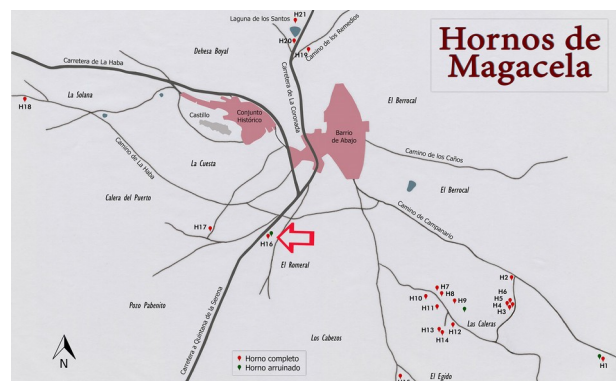 Hornos de
Magacela
H21
Laguna de los Santos
H20
H19
Camino de los Remedios
Dehesa Boyal
Carretera de La Haba
Carretera de La Coronada
La Solana
H18
Castillo
Conjunto
Histórico
Barrio
de Abajo
El Berrocal
Camino de los Caños
La Cuesta
Camino de La Haba
El Berrocal
Calera del Puerto
Camino de Campanario
H17
H16
El Romeral
H2
H7
H8
H6
H5
H4
H3
H10
H9
H11
Pozo Pabenito
Carretera a Quintana de la Serena
Las Caleras
H13
H12
H14
Los Cabezos
Horno completo
Horno arruinado
El Egido
H1
N